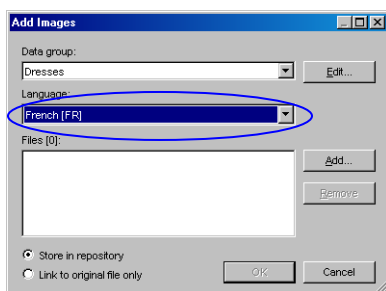 Add Images
Data group:
Dresses
Edit...
Language:
French [FR]
Files [0]:
Add...
Remove
Store in repository
Link to original file only
OK
Cancel